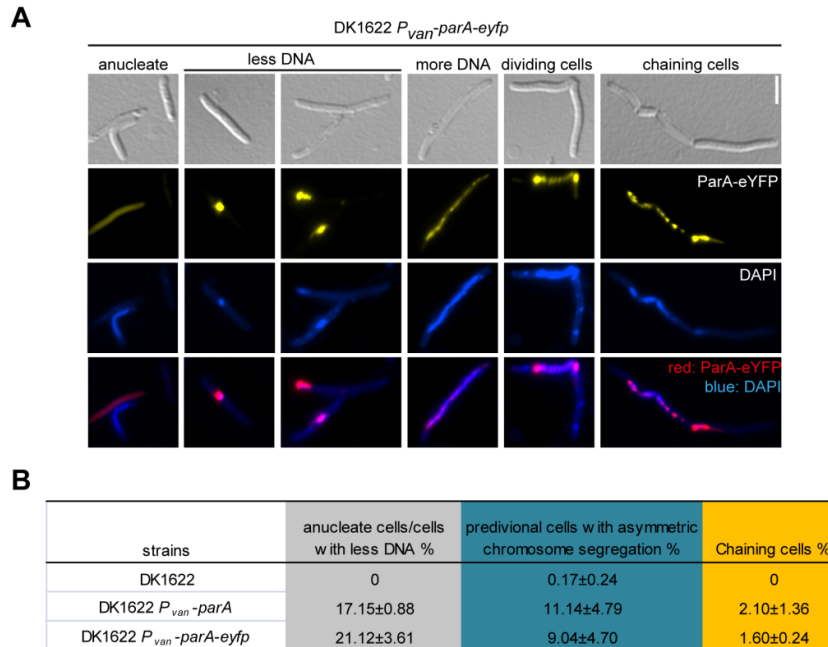 A
DK1622 Pvan-parA-eyfp
anucleate less DNA more DNA dividing cells chaining cells
ParA-eYFP
DAPI
red: ParA-eYFP
blue: DAPI
B
strains anucleate cells/cells with less DNA % predivional cells with asymmetric chromosome segregation % Chaining cells %
DK1622 0 0.17±0.24 0
DK1622 Pvan-parA 17.15±0.88 11.14±4.79 2.10±1.36
DK1622 Pvan-parA-eyfp 21.12±3.61 9.04±4.70 1.60±0.24